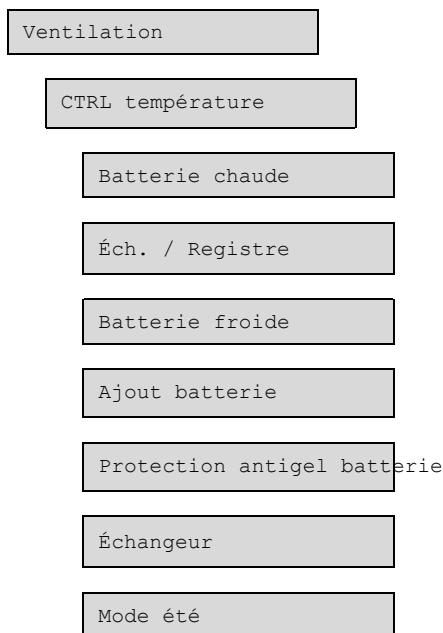 Ventilation
CTRL température
Batterie chaude
Éch. / Registre
Batterie froide
Ajout batterie
Protection antigel batterie
Échangeur
Mode été